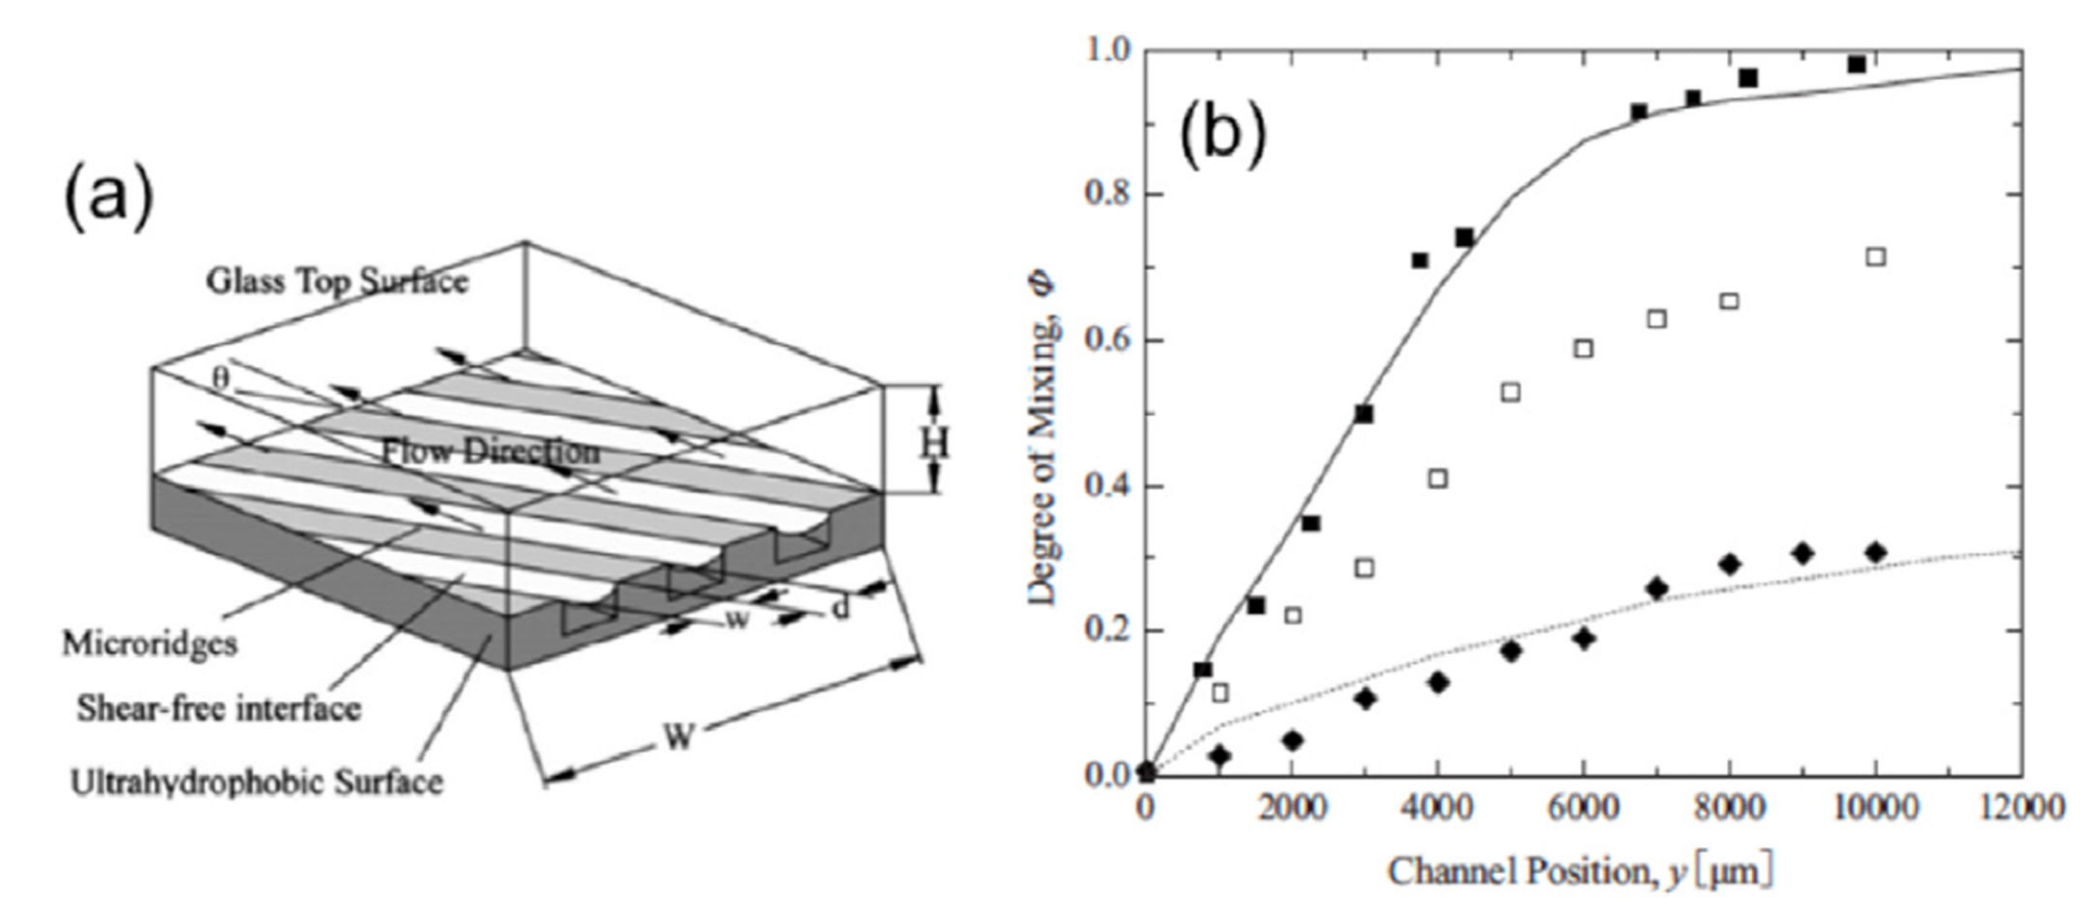 (a)
Glass Top Surface
θ
Flow Direction
H
w
d
W
Microridges
Shear-free interface
Ultrahydrophobic Surface
(b)
Degree of Mixing, Φ
1.0
0.8
0.6
0.4
0.2
0.0
0 2000 4000 6000 8000 10000 12000
Channel Position, y [μm]